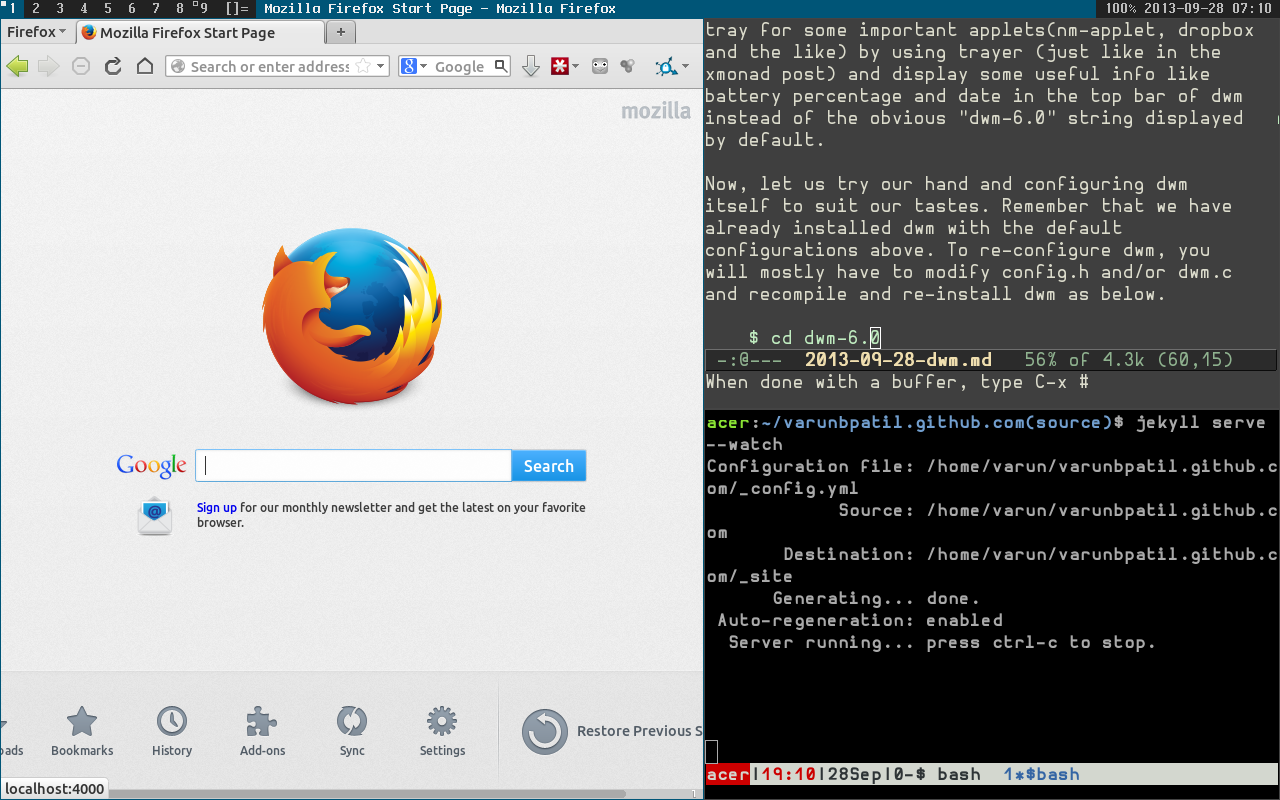 1 2 3 4 5 6 7 8 9 []= Mozilla Firefox Start Page - Mozilla Firefox 100% 2013-09-28 07:10
Firefox Mozilla Firefox Start Page +
Search or enter address Google
mozilla
Google Search
Sign up for our monthly newsletter and get the latest on your favorite
browser.
oads Bookmarks History Add-ons Sync Settings Restore Previous S
localhost:4000
1
tray for some important applets(nm-applet, dropbox
and the like) by using trayer (just like in the
xmonad post) and display some useful info like
battery percentage and date in the top bar of dwm
instead of the obvious "dwm-6.0" string displayed
by default.
Now, let us try our hand and configuring dwm
itself to suit our tastes. Remember that we have
already installed dwm with the default
configurations above. To re-configure dwm, you
will mostly have to modify config.h and/or dwm.c
and recompile and re-install dwm as below.
$ cd dwm-6.0
-:@--- 2013-09-28-dwm.md 56% of 4.3k (60,15)
When done with a buffer, type C-x #
acer:~/varunbpatil.github.com(source)$ jekyll serve
--watch
Configuration file: /home/varun/varunbpatil.github.c
om/_config.yml
Source: /home/varun/varunbpatil.github.c
om
Destination: /home/varun/varunbpatil.github.c
om/_site
Generating... done.
Auto-regeneration: enabled
Server running... press ctrl-c to stop.
acer|19:10|28Sep|0-$ bash 1*$bash